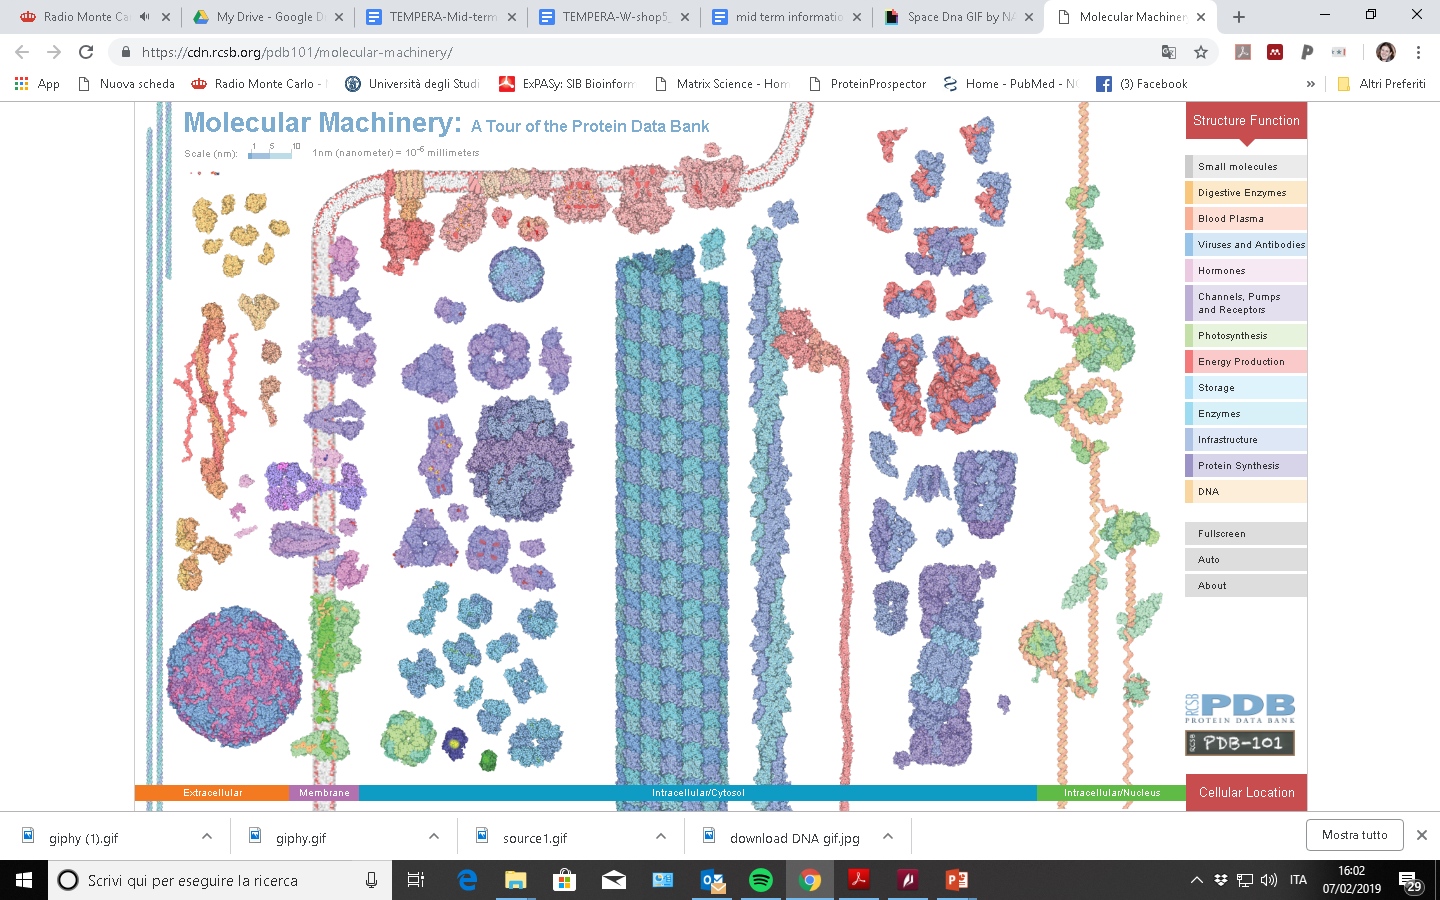 Radio Monte Ca
My Drive - Google D
TEMPERA-Mid-term
TEMPERA-W-shop5_
mid term informatio
Space Dna GIF by NA
Molecular Machiner
https://cdn.rcsb.org/pdb101/molecular-machinery/
App
Nuova scheda
Radio Monte Carlo -
Università degli Studi
ExPASy: SIB Bioinform
Matrix Science - Hom
ProteinProspector
Home - PubMed - NC
(3) Facebook
»
Altri Preferiti
Molecular Machinery: A Tour of the Protein Data Bank
Scale (nm): 1 5 10 1nm (nanometer) = 10-6 millimeters
Structure Function
Small molecules
Digestive Enzymes
Blood Plasma
Viruses and Antibodies
Hormones
Channels, Pumps
and Receptors
Photosynthesis
Energy Production
Storage
Enzymes
Infrastructure
Protein Synthesis
DNA
Fullscreen
Auto
About
RCSB PDB
PROTEIN DATA BANK
RCSB PDB-101
Extracellular
Membrane
Intracellular/Cytosol
Intracellular/Nucleus
Cellular Location
giphy (1).gif
giphy.gif
source1.gif
download DNA gif.jpg
Mostra tutto
Scrivi qui per eseguire la ricerca
ITA
16:02
07/02/2019
29